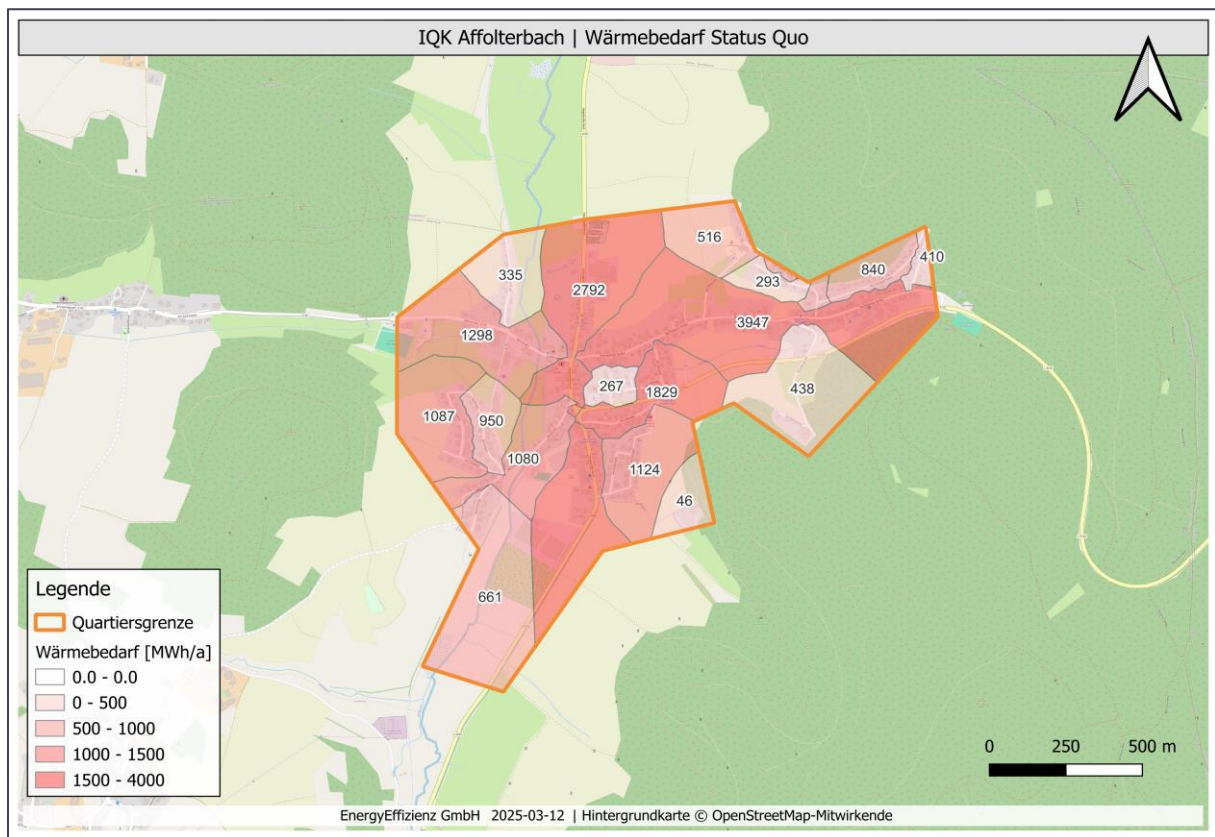 IQK Affolterbach | Wärmebedarf Status Quo
516
335
293
840
410
2792
3947
1298
267
1829
438
1087
950
1080
1124
46
661
Legende
Quartiersgrenze
Wärmebedarf [MWh/a]
0.0 - 0.0
0 - 500
500 - 1000
1000 - 1500
1500 - 4000
0 250 500 m
EnergyEffizienz GmbH 2025-03-12 | Hintergrundkarte © OpenStreetMap-Mitwirkende